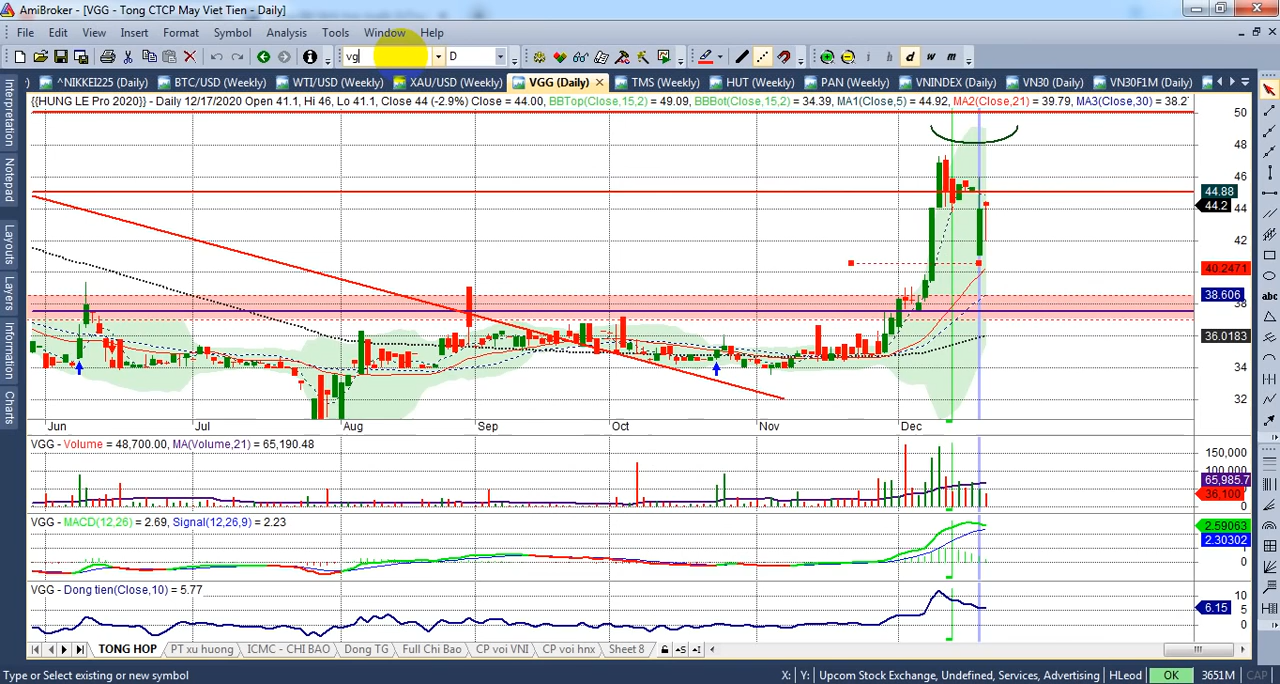 AmiBroker - [VGG - Tong CTCP May Viet Tien - Daily]
File Edit View Insert Format Symbol Analysis Tools Window Help
vg D d w m
^NIKKEI225 (Daily) BTC/USD (Weekly) WTI/USD (Weekly) XAU/USD (Weekly) VGG (Daily) TMS (Weekly) HUT (Weekly) PAN (Weekly) VNINDEX (Daily) VN30 (Daily) VN30F1M (Daily)
{{HUNG LE Pro 2020}} - Daily 12/17/2020 Open 41.1, Hi 46, Lo 41.1, Close 44 (-2.9%) Close = 44.00, BBTop(Close,15,2) = 49.09, BBBot(Close,15,2) = 34.39, MA1(Close,5) = 44.92, MA2(Close,21) = 39.79, MA3(Close,30) = 38.2
50
48
46
44.88
44.2
44
42
40.2471
38.606
38
36.0183
34
32
Jun Jul Aug Sep Oct Nov Dec
VGG - Volume = 48,700.00, MA(Volume,21) = 65,190.48
150,000
100,000
65,985.7
36,100
0
VGG - MACD(12,26) = 2.69, Signal(12,26,9) = 2.23
2.59063
2.30302
0
VGG - Dong tien(Close,10) = 5.77
10
6.15
5
0
TONG HOP PT xu huong ICMC - CHI BAO Dong TG Full Chi Bao CP voi VNI CP voi hnx Sheet 8
Interpretation
Notepad
Layouts
Layers
Information
Charts
abc
Type or Select existing or new symbol X: Y: Upcom Stock Exchange, Undefined, Services, Advertising HLeod OK 3651M CAP